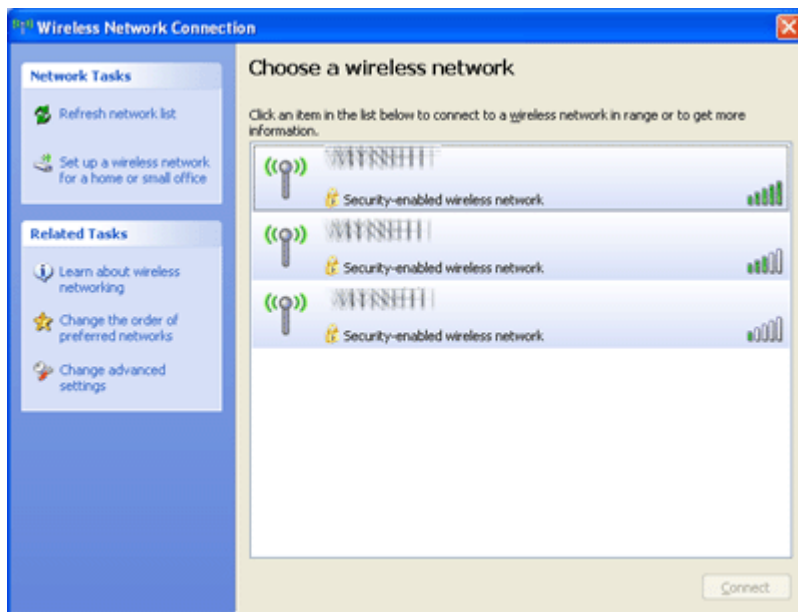 Wireless Network Connection
Network Tasks
Refresh network list
Set up a wireless network
for a home or small office
Related Tasks
Learn about wireless
networking
Change the order of
preferred networks
Change advanced
settings
Choose a wireless network
Click an item in the list below to connect to a wireless network in range or to get more
information.
Security-enabled wireless network
Security-enabled wireless network
Security-enabled wireless network
Connect